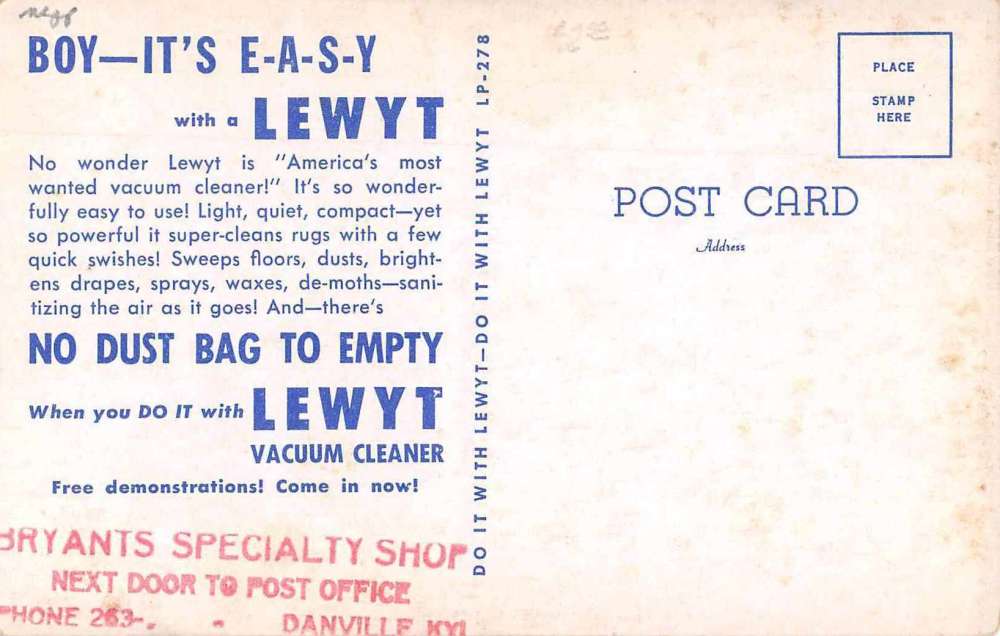 BOY—IT'S E-A-S-Y
with a LEWYT
No wonder Lewyt is "America's most
wanted vacuum cleaner!" It's so wonder-
fully easy to use! Light, quiet, compact—yet
so powerful it super-cleans rugs with a few
quick swishes! Sweeps floors, dusts, bright-
ens drapes, sprays, waxes, de-moths—sani-
tizing the air as it goes! And—there's
NO DUST BAG TO EMPTY
When you DO IT with LEWYT
VACUUM CLEANER
Free demonstrations! Come in now!
BRYANTS SPECIALTY SHOP
NEXT DOOR TO POST OFFICE
PHONE 263-. - DANVILLE KY
DO IT WITH LEWYT—DO IT WITH LEWYT LP-278
PLACE
STAMP
HERE
POST CARD
Address